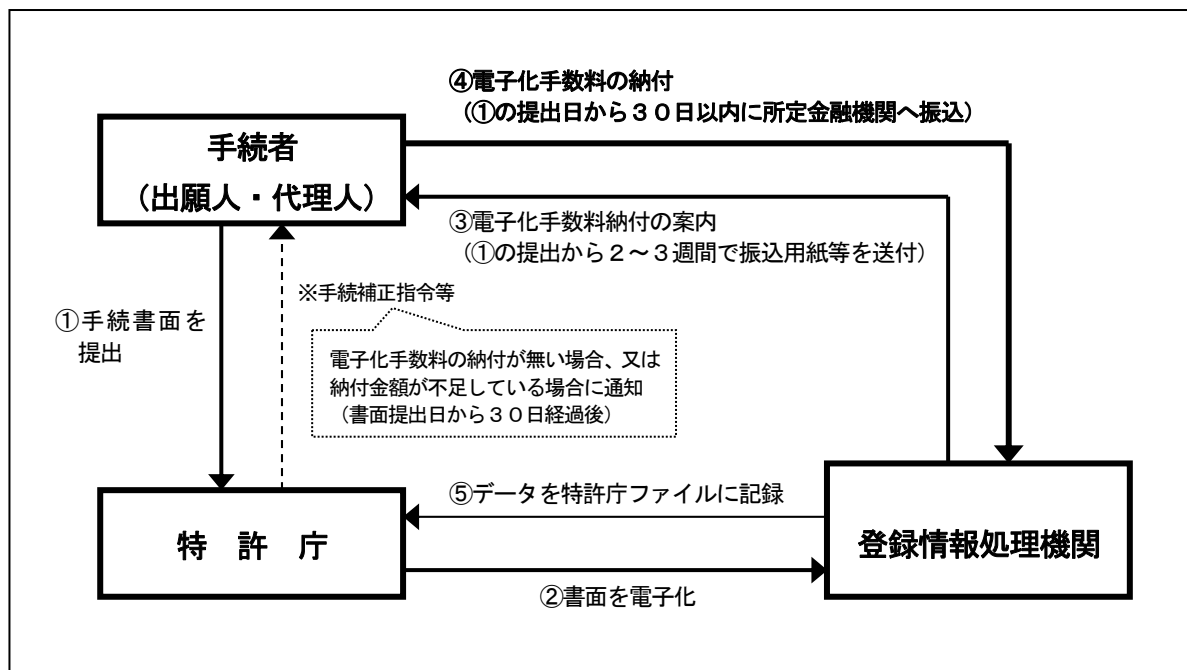 ④電子化手数料の納付
（①の提出日から３０日以内に所定金融機関へ振込）
手続者
（出願人・代理人）
③電子化手数料納付の案内
（①の提出から２～３週間で振込用紙等を送付）
※手続補正指令等
①手続書面を
提出
電子化手数料の納付が無い場合、又は
納付金額が不足している場合に通知
（書面提出日から３０日経過後）
⑤データを特許庁ファイルに記録
特　許　庁
登録情報処理機関
②書面を電子化